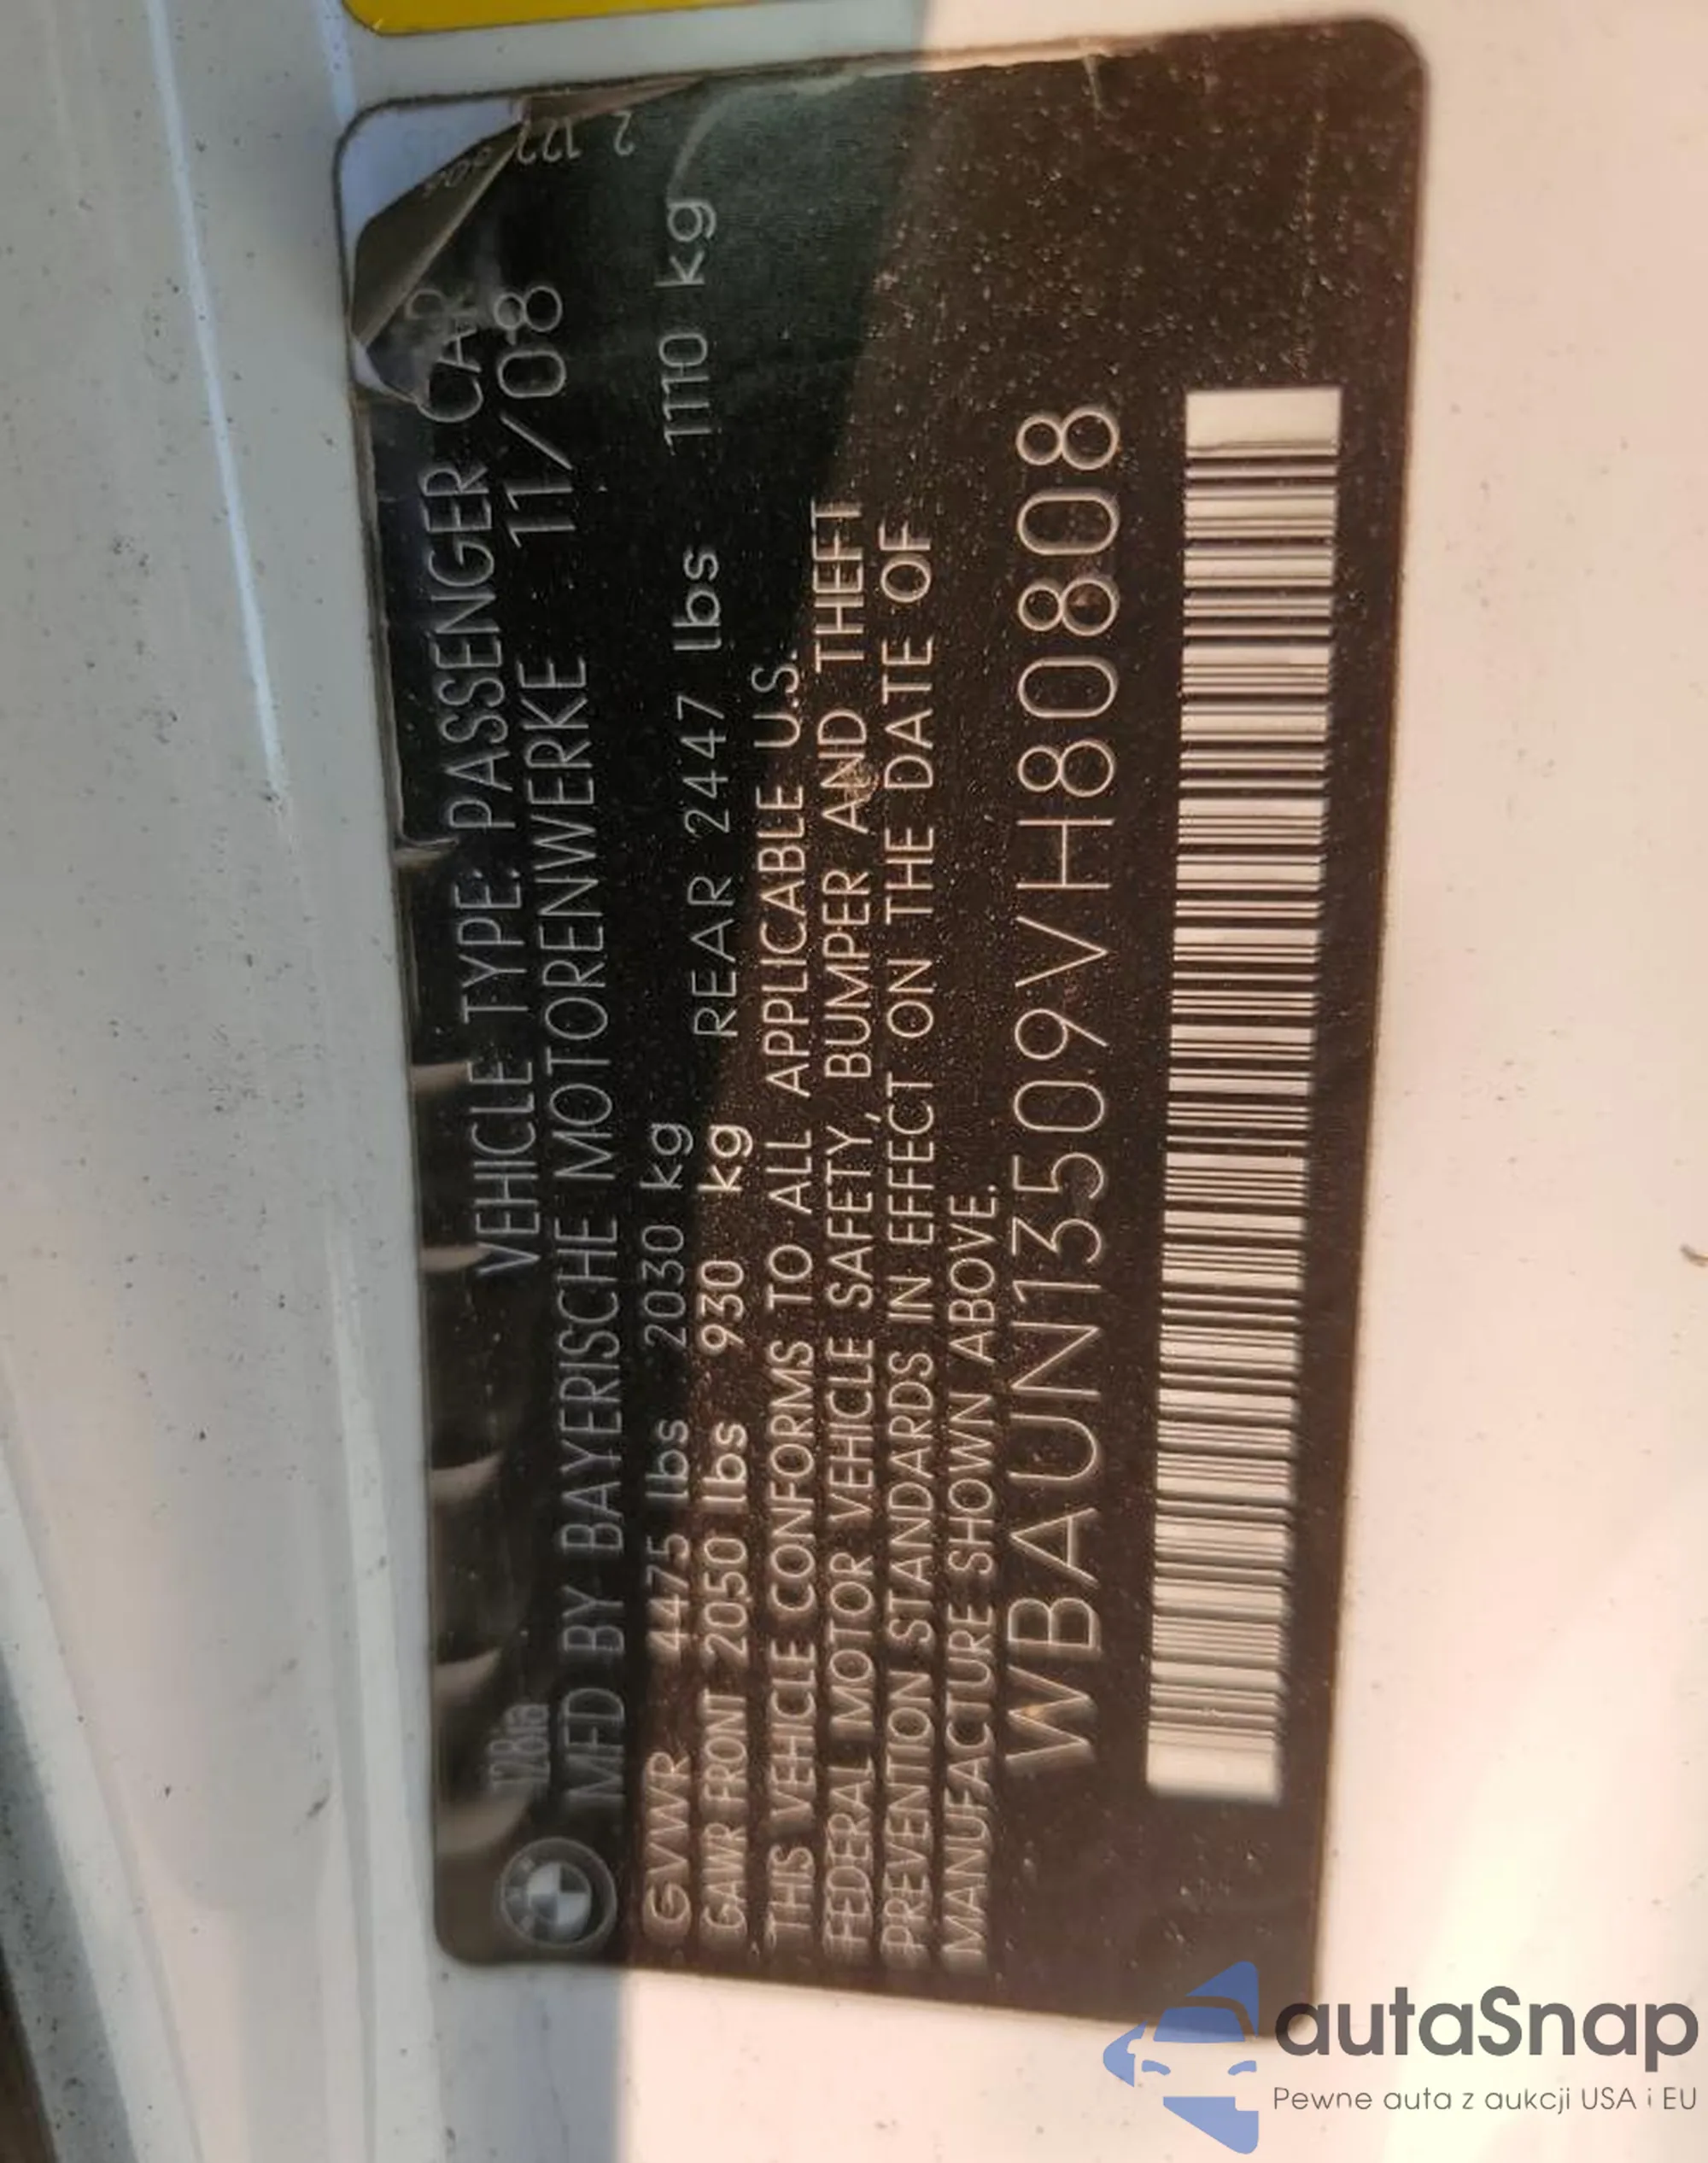 VEHICLE TYPE: PASSENGER CAR
MFD BY BAYERISCHE MOTORENWERKE 11/08
GVWR 4475 lbs 2030 kg
GAWR FRONT 2050 lbs 930 kg REAR 2447 lbs 1110 kg
THIS VEHICLE CONFORMS TO ALL APPLICABLE U.S.
FEDERAL MOTOR VEHICLE SAFETY, BUMPER AND THEFT
PREVENTION STANDARDS IN EFFECT ON THE DATE OF
MANUFACTURE SHOWN ABOVE.
WBAUN13509VH80808
autaSnap
Pewne auta z aukcji USA i EU